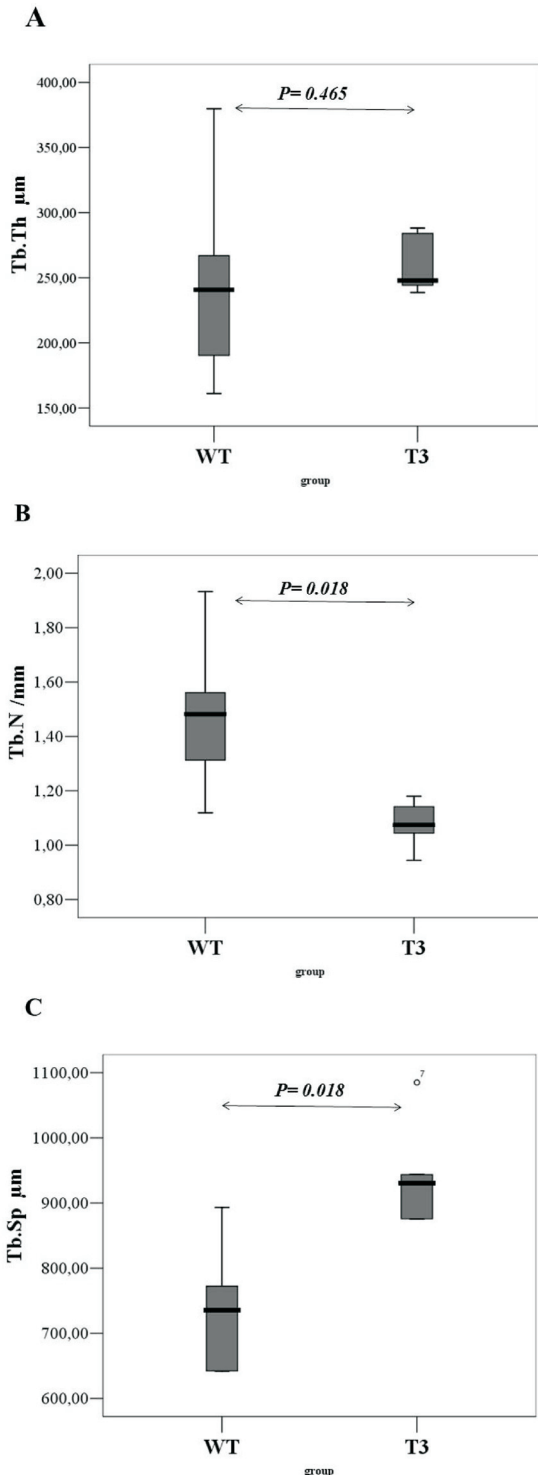 A
P= 0.465
Tb.Th μm
400,00
350,00
300,00
250,00
200,00
150,00
WT
T3
group
B
P= 0.018
Tb.N /mm
2,00
1,80
1,60
1,40
1,20
1,00
0,80
WT
T3
group
C
7
P= 0.018
Tb.Sp μm
1100,00
1000,00
900,00
800,00
700,00
600,00
WT
T3
group